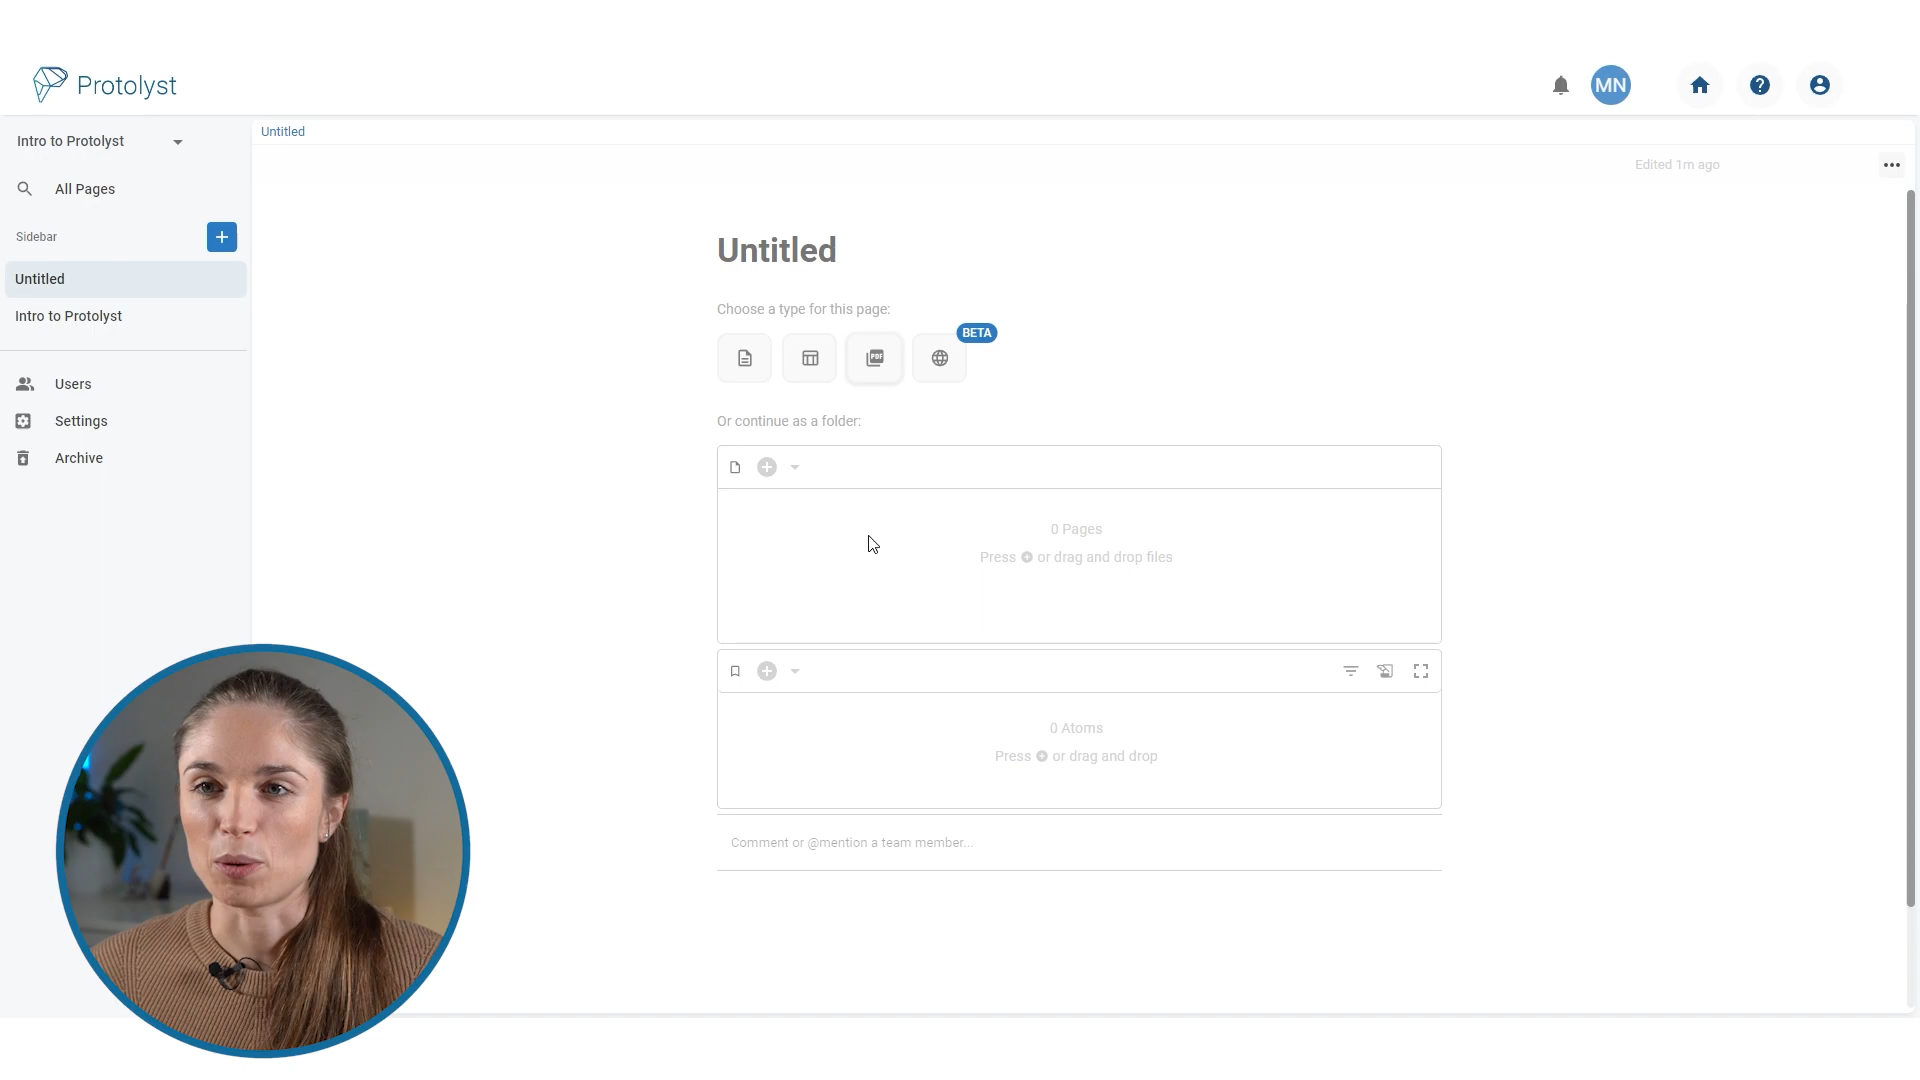 Protolyst
MN
Intro to Protolyst
All Pages
Sidebar
Untitled
Intro to Protolyst
Users
Settings
Archive
Untitled
Edited 1m ago
Untitled
Choose a type for this page:
BETA
PDF
Or continue as a folder:
0 Pages
Press or drag and drop files
0 Atoms
Press or drag and drop
Comment or @mention a team member...